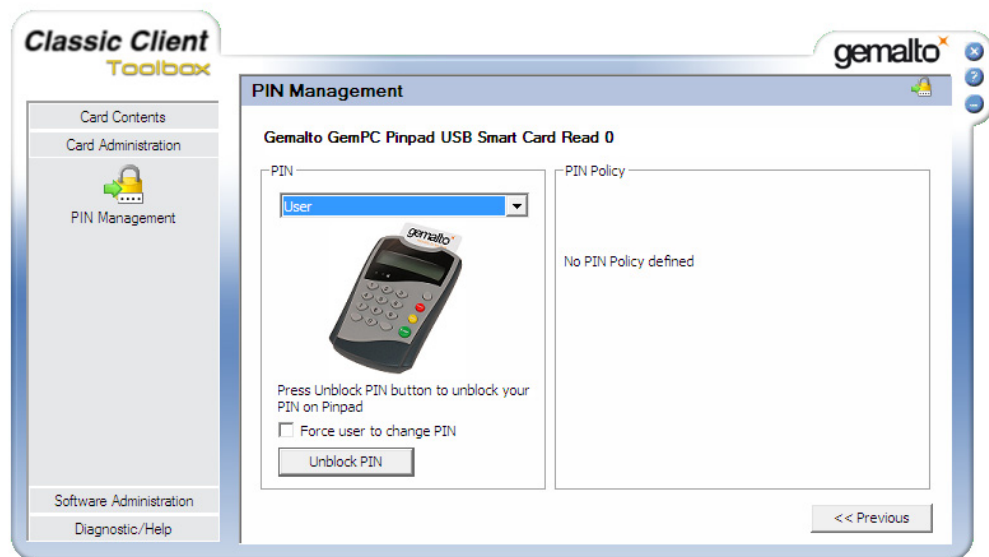 Classic Client
Toolbox
gemalto
PIN Management
Card Contents
Card Administration
PIN Management
Software Administration
Diagnostic/Help
Gemalto GemPC Pinpad USB Smart Card Read 0
PIN
User
gemalto
Press Unblock PIN button to unblock your
PIN on Pinpad
Force user to change PIN
Unblock PIN
PIN Policy
No PIN Policy defined
<< Previous